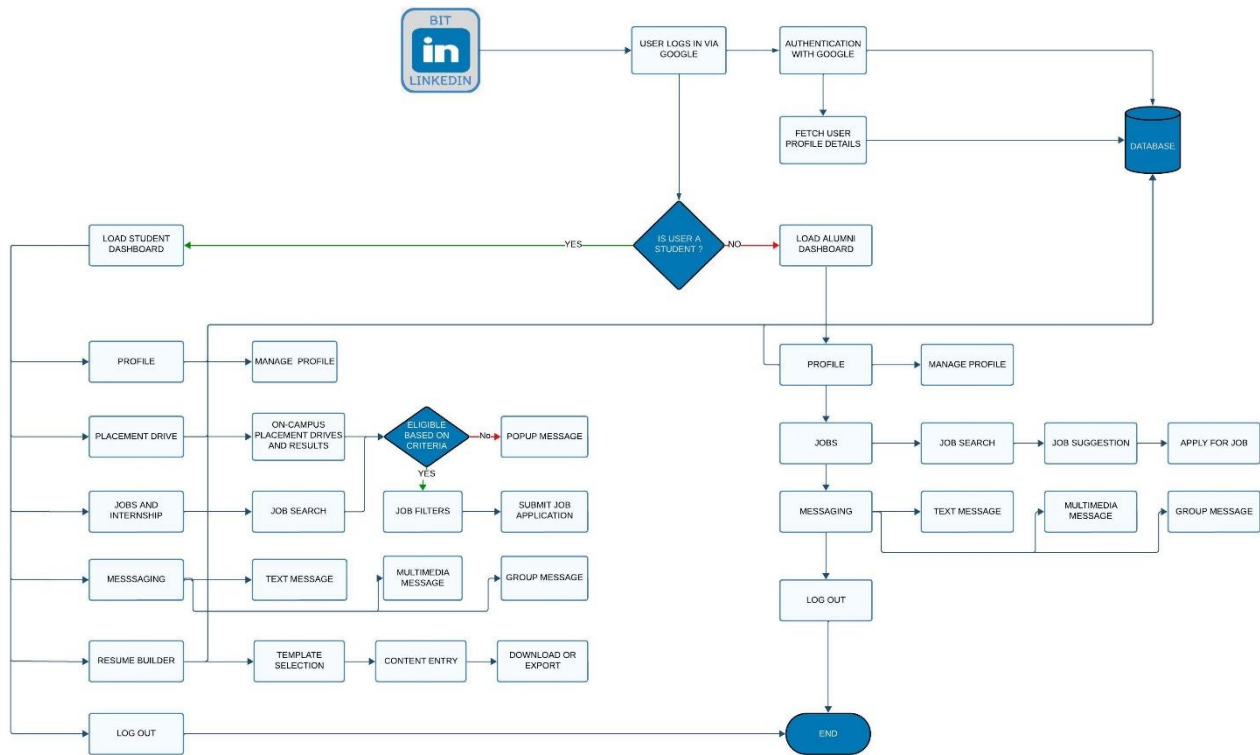 BIT
in
LINKEDIN
USER LOGS IN VIA
GOOGLE
AUTHENTICATION
WITH GOOGLE
FETCH USER
PROFILE DETAILS
DATABASE
LOAD STUDENT
DASHBOARD
YES
IS USER A
STUDENT ?
NO
LOAD ALUMNI
DASHBOARD
PROFILE
MANAGE PROFILE
PROFILE
MANAGE PROFILE
PLACEMENT DRIVE
ON-CAMPUS
PLACEMENT DRIVES
AND RESULTS
ELIGIBLE
BASED ON
CRITERIA
No
POPUP MESSAGE
YES
JOBS
JOB SEARCH
JOB SUGGESTION
APPLY FOR JOB
JOBS AND
INTERNSHIP
JOB SEARCH
JOB FILTERS
SUBMIT JOB
APPLICATION
MESSAGING
TEXT MESSAGE
MULTIMEDIA
MESSAGE
GROUP MESSAGE
MESSSAGING
TEXT MESSAGE
MULTIMEDIA
MESSAGE
GROUP MESSAGE
LOG OUT
RESUME BUILDER
TEMPLATE
SELECTION
CONTENT ENTRY
DOWNLOAD OR
EXPORT
LOG OUT
END